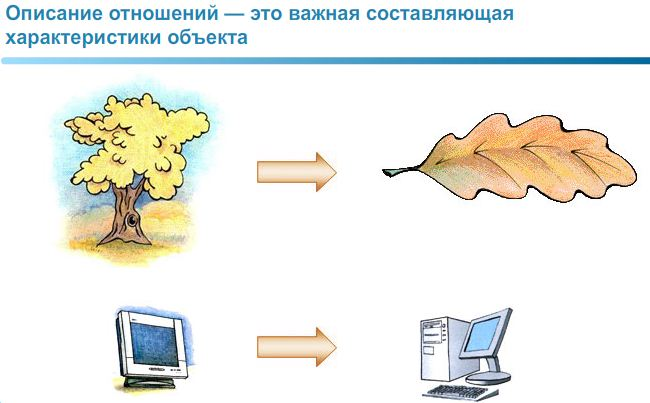 Описание отношений — это важная составляющая
характеристики объекта